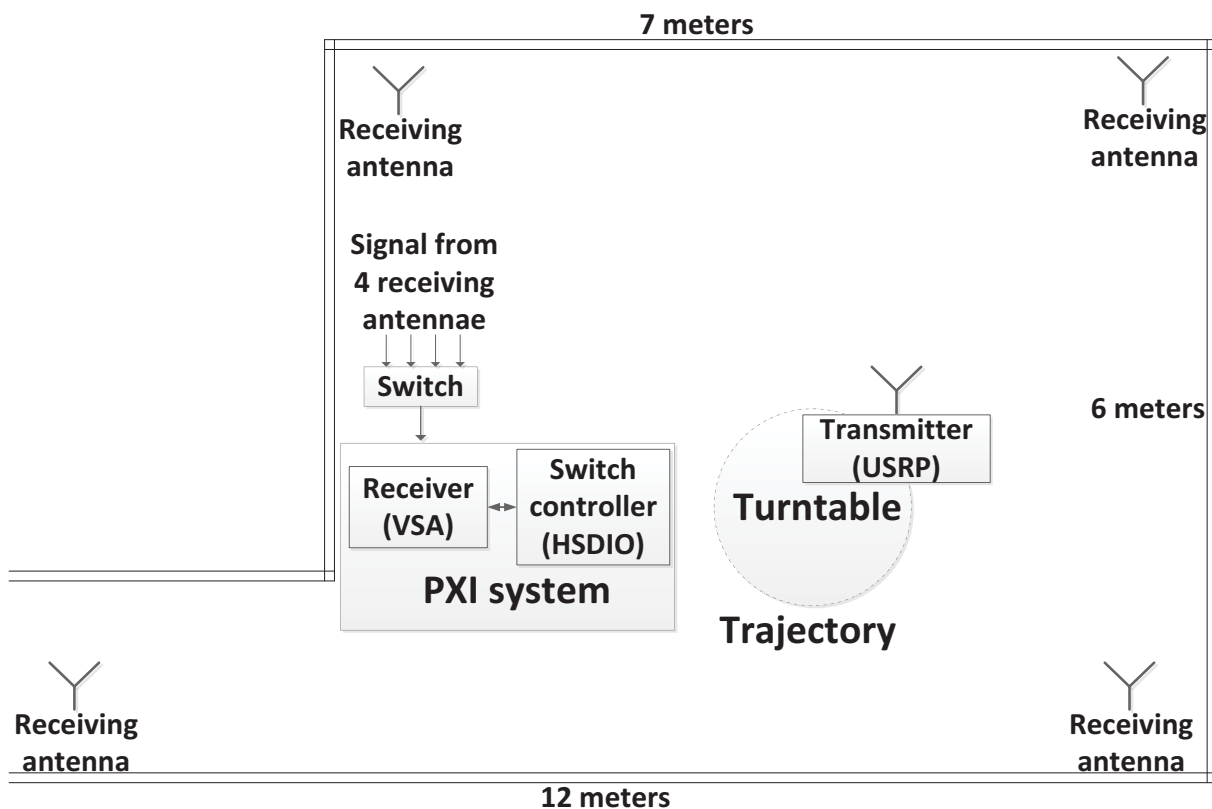 7 meters
Receiving
antenna
Receiving
antenna
Signal from
4 receiving
antennae
Switch
6 meters
Transmitter
(USRP)
Receiver
(VSA)
Switch
controller
(HSDIO)
PXI system
Turntable
Trajectory
Receiving
antenna
Receiving
antenna
12 meters